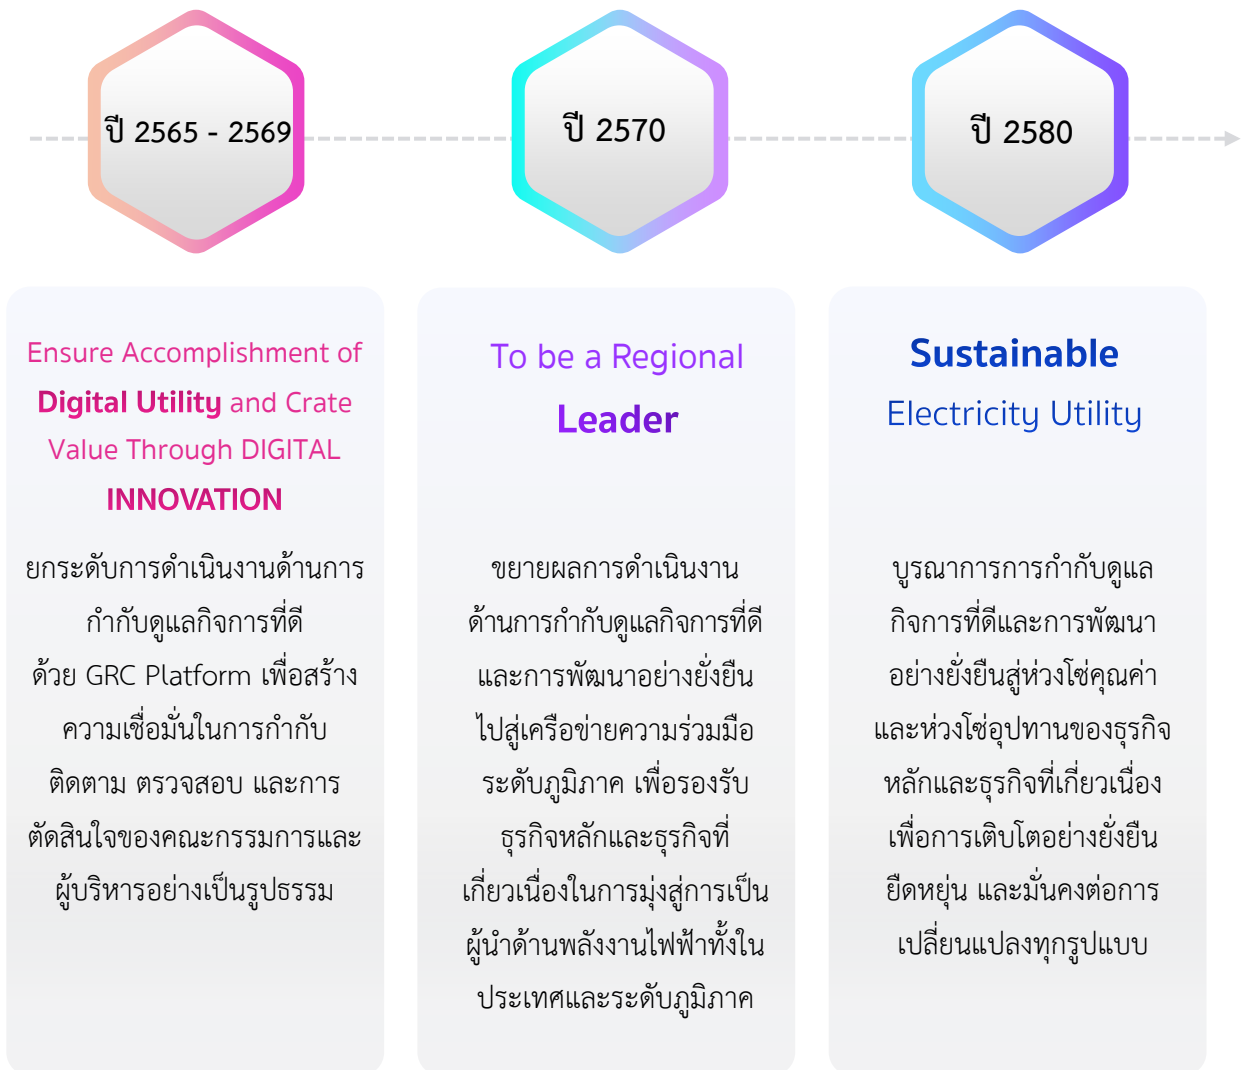 ปี 2565 - 2569
ปี 2570
ปี 2580
Ensure Accomplishment of
Digital Utility and Crate
Value Through DIGITAL
INNOVATION
ยกระดับการดำเนินงานด้านการ
กำกับดูแลกิจการที่ดี
ด้วย GRC Platform เพื่อสร้าง
ความเชื่อมั่นในการกำกับ
ติดตาม ตรวจสอบ และการ
ตัดสินใจของคณะกรรมการและ
ผู้บริหารอย่างเป็นรูปธรรม
To be a Regional
Leader
ขยายผลการดำเนินงาน
ด้านการกำกับดูแลกิจการที่ดี
และการพัฒนาอย่างยั่งยืน
ไปสู่เครือข่ายความร่วมมือ
ระดับภูมิภาค เพื่อรองรับ
ธุรกิจหลักและธุรกิจที่
เกี่ยวเนื่องในการมุ่งสู่การเป็น
ผู้นำด้านพลังงานไฟฟ้าทั้งใน
ประเทศและระดับภูมิภาค
Sustainable
Electricity Utility
บูรณาการการกำกับดูแล
กิจการที่ดีและการพัฒนา
อย่างยั่งยืนสู่ห่วงโซ่คุณค่า
และห่วงโซ่อุปทานของธุรกิจ
หลักและธุรกิจที่เกี่ยวเนื่อง
เพื่อการเติบโตอย่างยั่งยืน
ยืดหยุ่น และมั่นคงต่อการ
เปลี่ยนแปลงทุกรูปแบบ